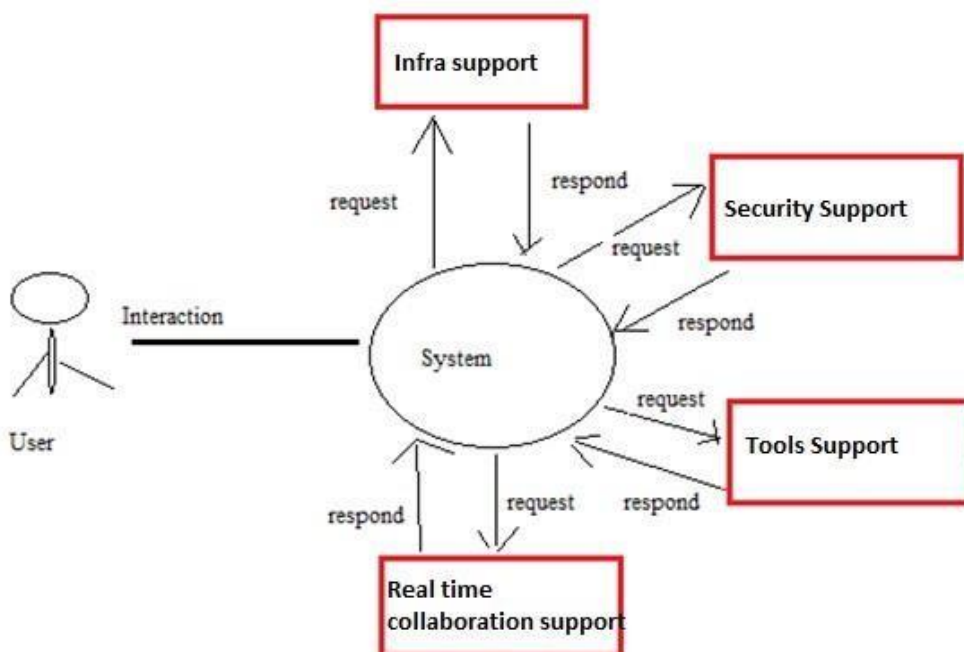 Infra support
request
respond
Security Support
request
respond
Interaction
System
User
request
Tools Support
respond
respond
request
Real time
collaboration support